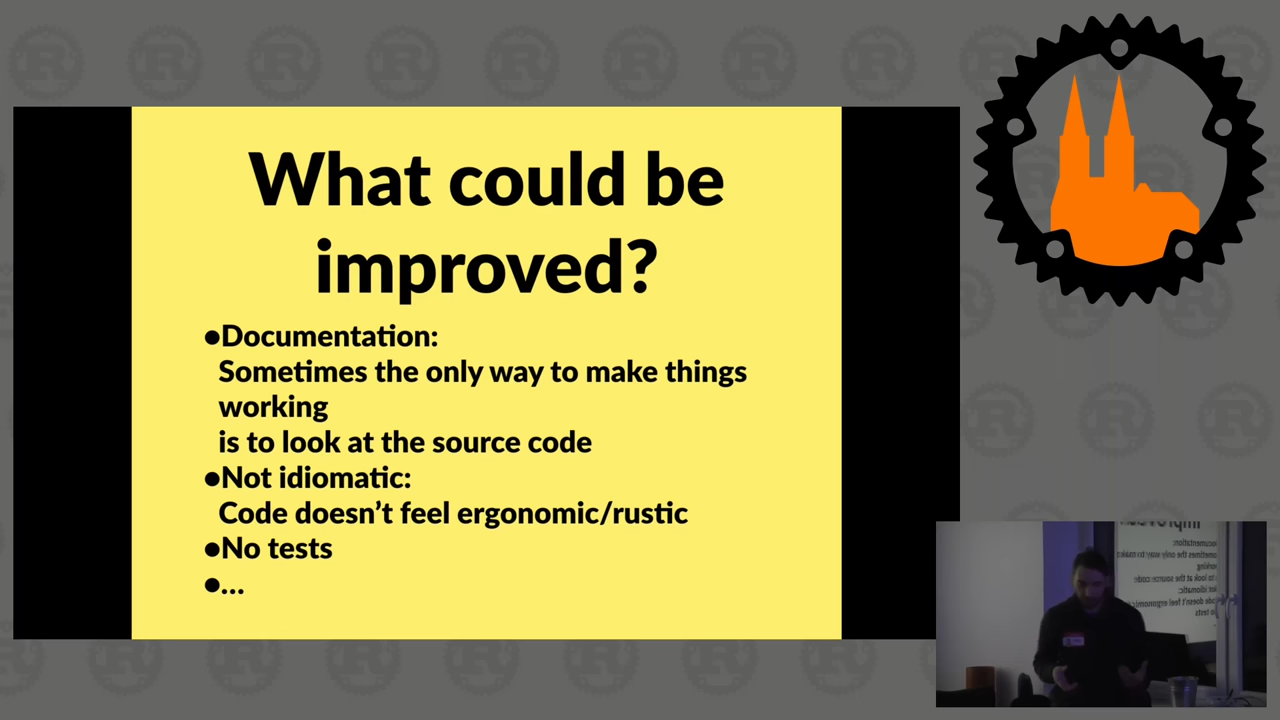 What could be
improved?
●Documentation:
Sometimes the only way to make things
working
is to look at the source code
●Not idiomatic:
Code doesn’t feel ergonomic/rustic
●No tests
●...